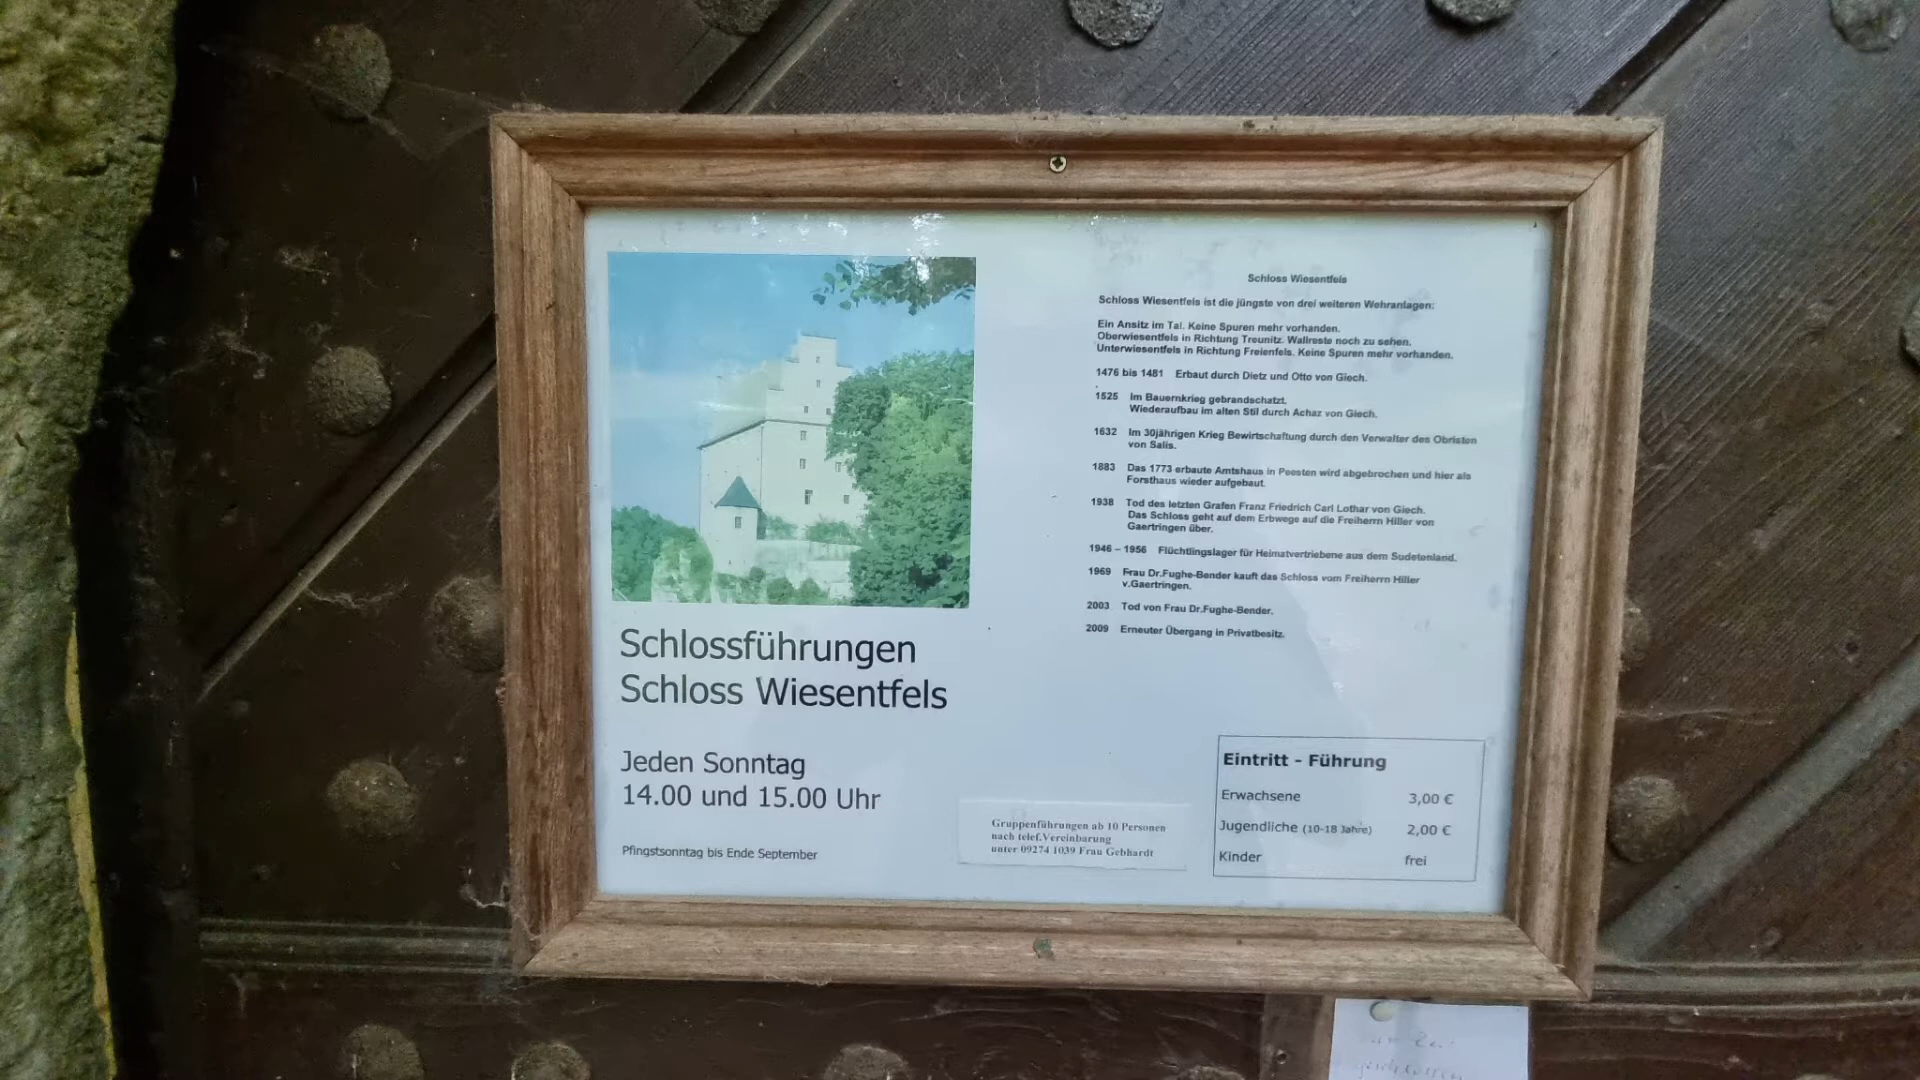 Schloss Wiesentfels
Schloss Wiesentfels ist die jüngste von drei weiteren Wehranlagen:
Ein Ansitz im Tal. Keine Spuren mehr vorhanden.
Oberwiesentfels in Richtung Treunitz. Wallreste noch zu sehen.
Unterwiesentfels in Richtung Freienfels. Keine Spuren mehr vorhanden.
1476 bis 1481 Erbaut durch Dietz und Otto von Giech.
1525 Im Bauernkrieg gebrandschatzt.
Wiederaufbau im alten Stil durch Achaz von Giech.
1632 Im 30jährigen Krieg Bewirtschaftung durch den Verwalter des Obristen
von Salis.
1883 Das 1773 erbaute Amtshaus in Peesten wird abgebrochen und hier als
Forsthaus wieder aufgebaut.
1938 Tod des letzten Grafen Franz Friedrich Carl Lothar von Giech.
Das Schloss geht auf dem Erbwege auf die Freiherrn Hiller von
Gaertringen über.
1946 – 1956 Flüchtlingslager für Heimatvertriebene aus dem Sudetenland.
1969 Frau Dr.Fughe-Bender kauft das Schloss vom Freiherrn Hiller
v.Gaertringen.
2003 Tod von Frau Dr.Fughe-Bender.
2009 Erneuter Übergang in Privatbesitz.
Schlossführungen
Schloss Wiesentfels
Jeden Sonntag
14.00 und 15.00 Uhr
Pfingstsonntag bis Ende September
Gruppenführungen ab 10 Personen
nach telef.Vereinbarung
unter 09274 1039 Frau Gebhardt
Eintritt - Führung
Erwachsene 3,00 €
Jugendliche (10-18 Jahre) 2,00 €
Kinder frei
geschlossen